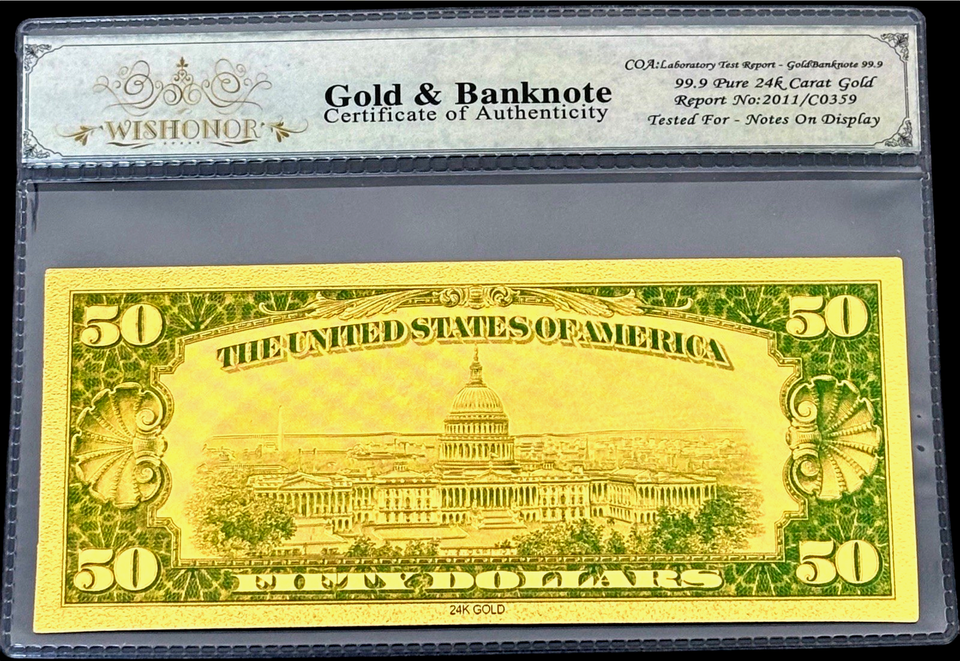 WISHONOR
Gold & Banknote
Certificate of Authenticity
COA:Laboratory Test Report - GoldBanknote 99.9
99.9 Pure 24k Carat Gold
Report No:2011/C0359
Tested For - Notes On Display
50
50
THE UNITED STATES OF AMERICA
50
50
FIFTY DOLLARS
24K GOLD